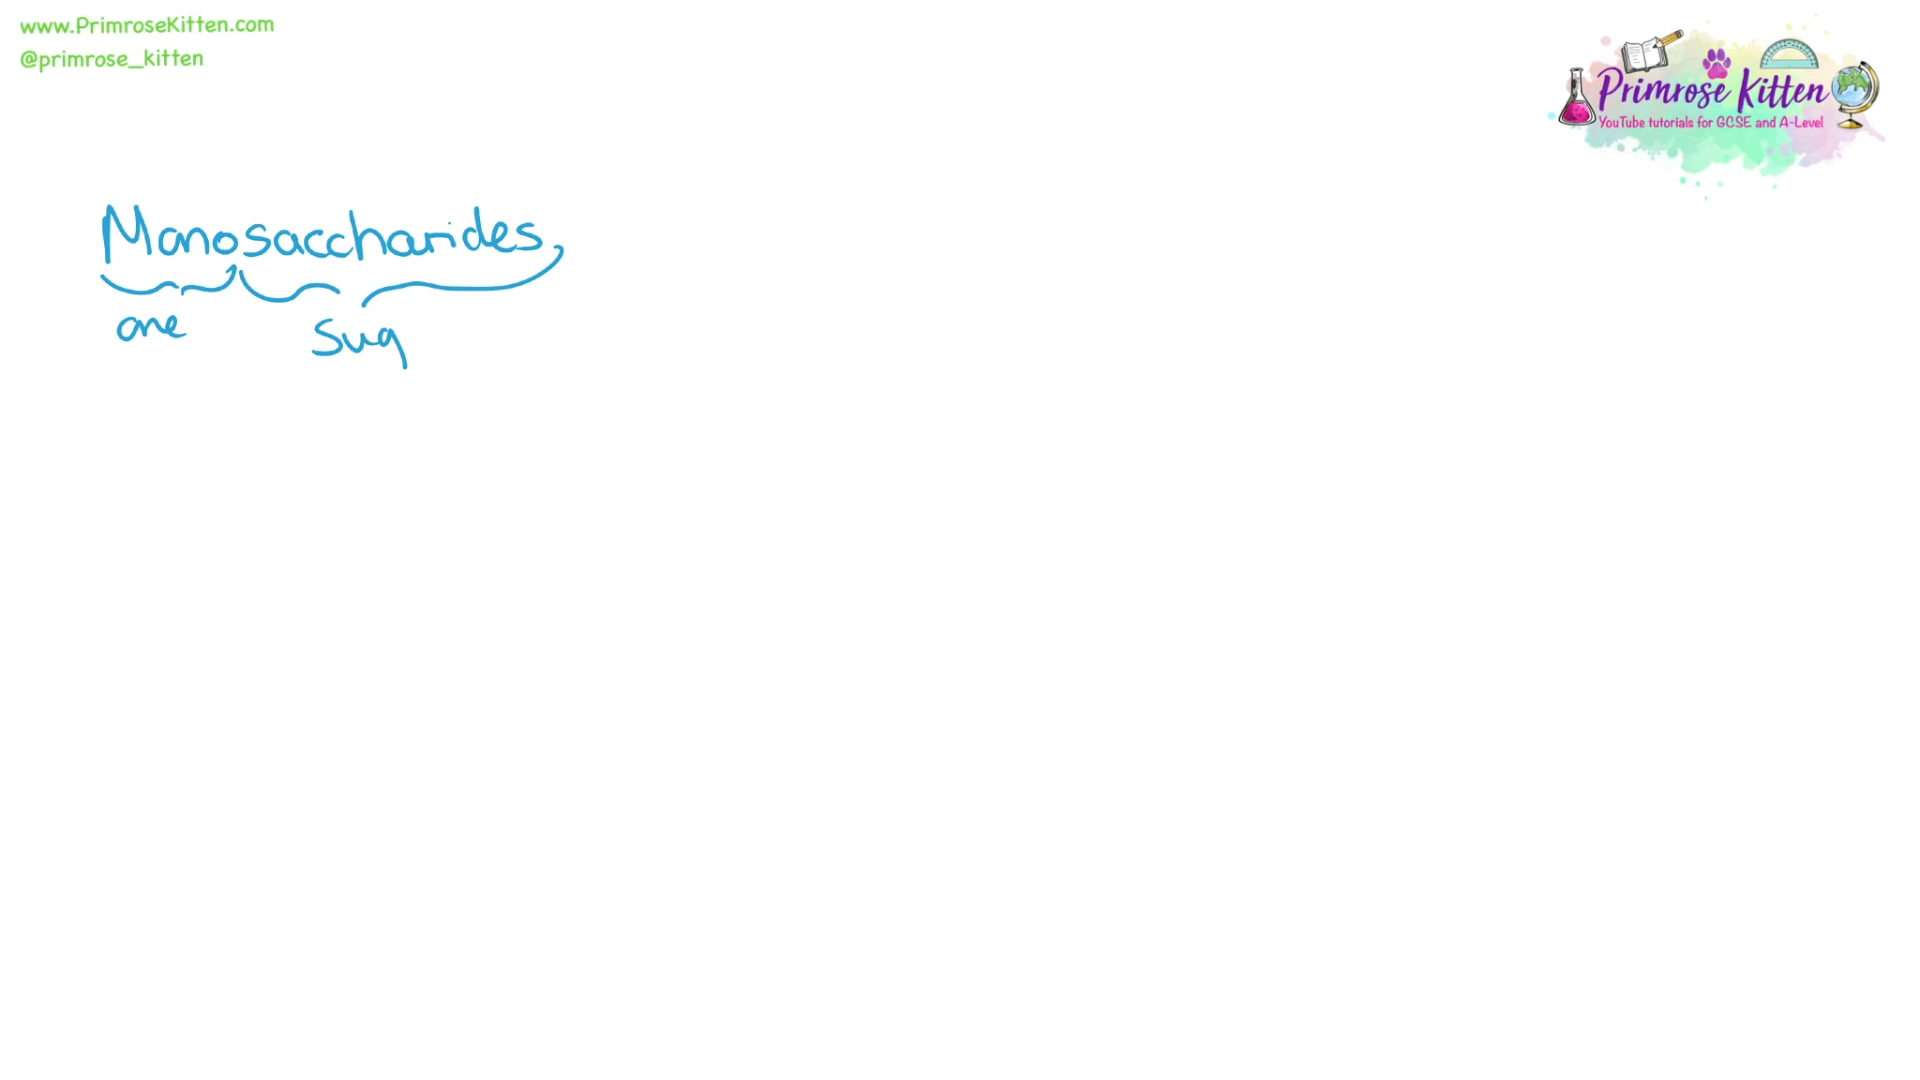 www.PrimroseKitten.com
@primrose_kitten
Primrose Kitten
YouTube tutorials for GCSE and A-Level
Monosaccharides
one sug